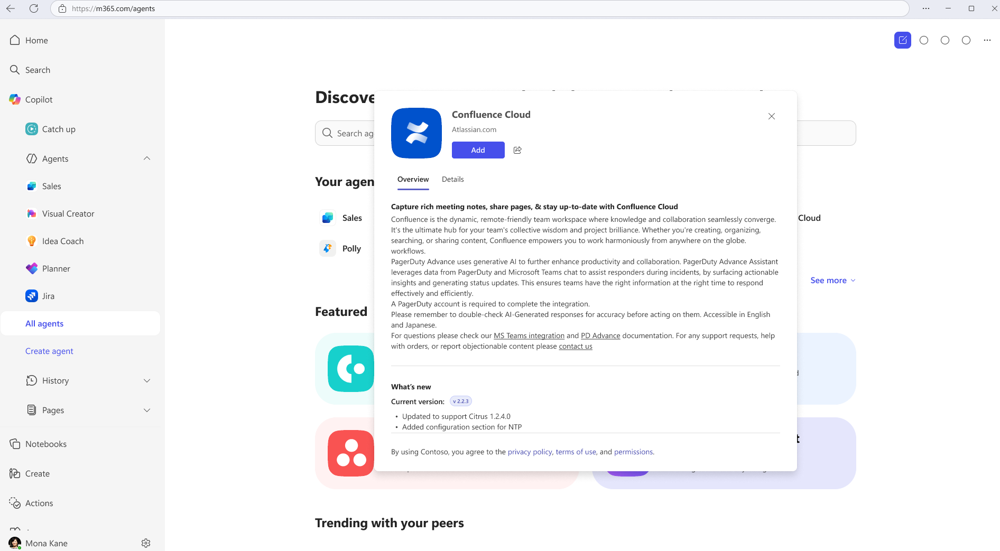 https://m365.com/agents
Home
Search
Copilot
Catch up
Agents
Sales
Visual Creator
Idea Coach
Planner
Jira
All agents
Create agent
History
Pages
Notebooks
Create
Actions
Mona Kane
Discove
Search ag
Your agen
Sales
Cloud
Polly
See more
Featured
Confluence Cloud
Atlassian.com
Add
Overview
Details
Capture rich meeting notes, share pages, & stay up-to-date with Confluence Cloud
Confluence is the dynamic, remote-friendly team workspace where knowledge and collaboration seamlessly converge.
It's the ultimate hub for your team's collective wisdom and project brilliance. Whether you're creating, organizing,
searching, or sharing content, Confluence empowers you to work harmoniously from anywhere on the globe.
workflows.
PagerDuty Advance uses generative AI to further enhance productivity and collaboration. PagerDuty Advance Assistant
leverages data from PagerDuty and Microsoft Teams chat to assist responders during incidents, by surfacing actionable
insights and generating status updates. This ensures teams have the right information at the right time to respond
effectively and efficiently.
A PagerDuty account is required to complete the integration.
Please remember to double-check AI-Generated responses for accuracy before acting on them. Accessible in English
and Japanese.
For questions please check our MS Teams integration and PD Advance documentation. For any support requests, help
with orders, or report objectionable content please contact us
What's new
Current version: v 2.2.3
• Updated to support Citrus 1.2.4.0
• Added configuration section for NTP
By using Contoso, you agree to the privacy policy, terms of use, and permissions.
Trending with your peers